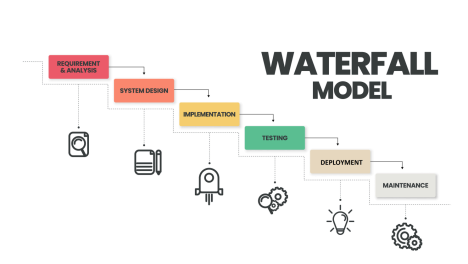 WATERFALL
MODEL
REQUIREMENT
& ANALYSIS
SYSTEM DESIGN
IMPLEMENTATION
TESTING
DEPLOYMENT
MAINTENANCE